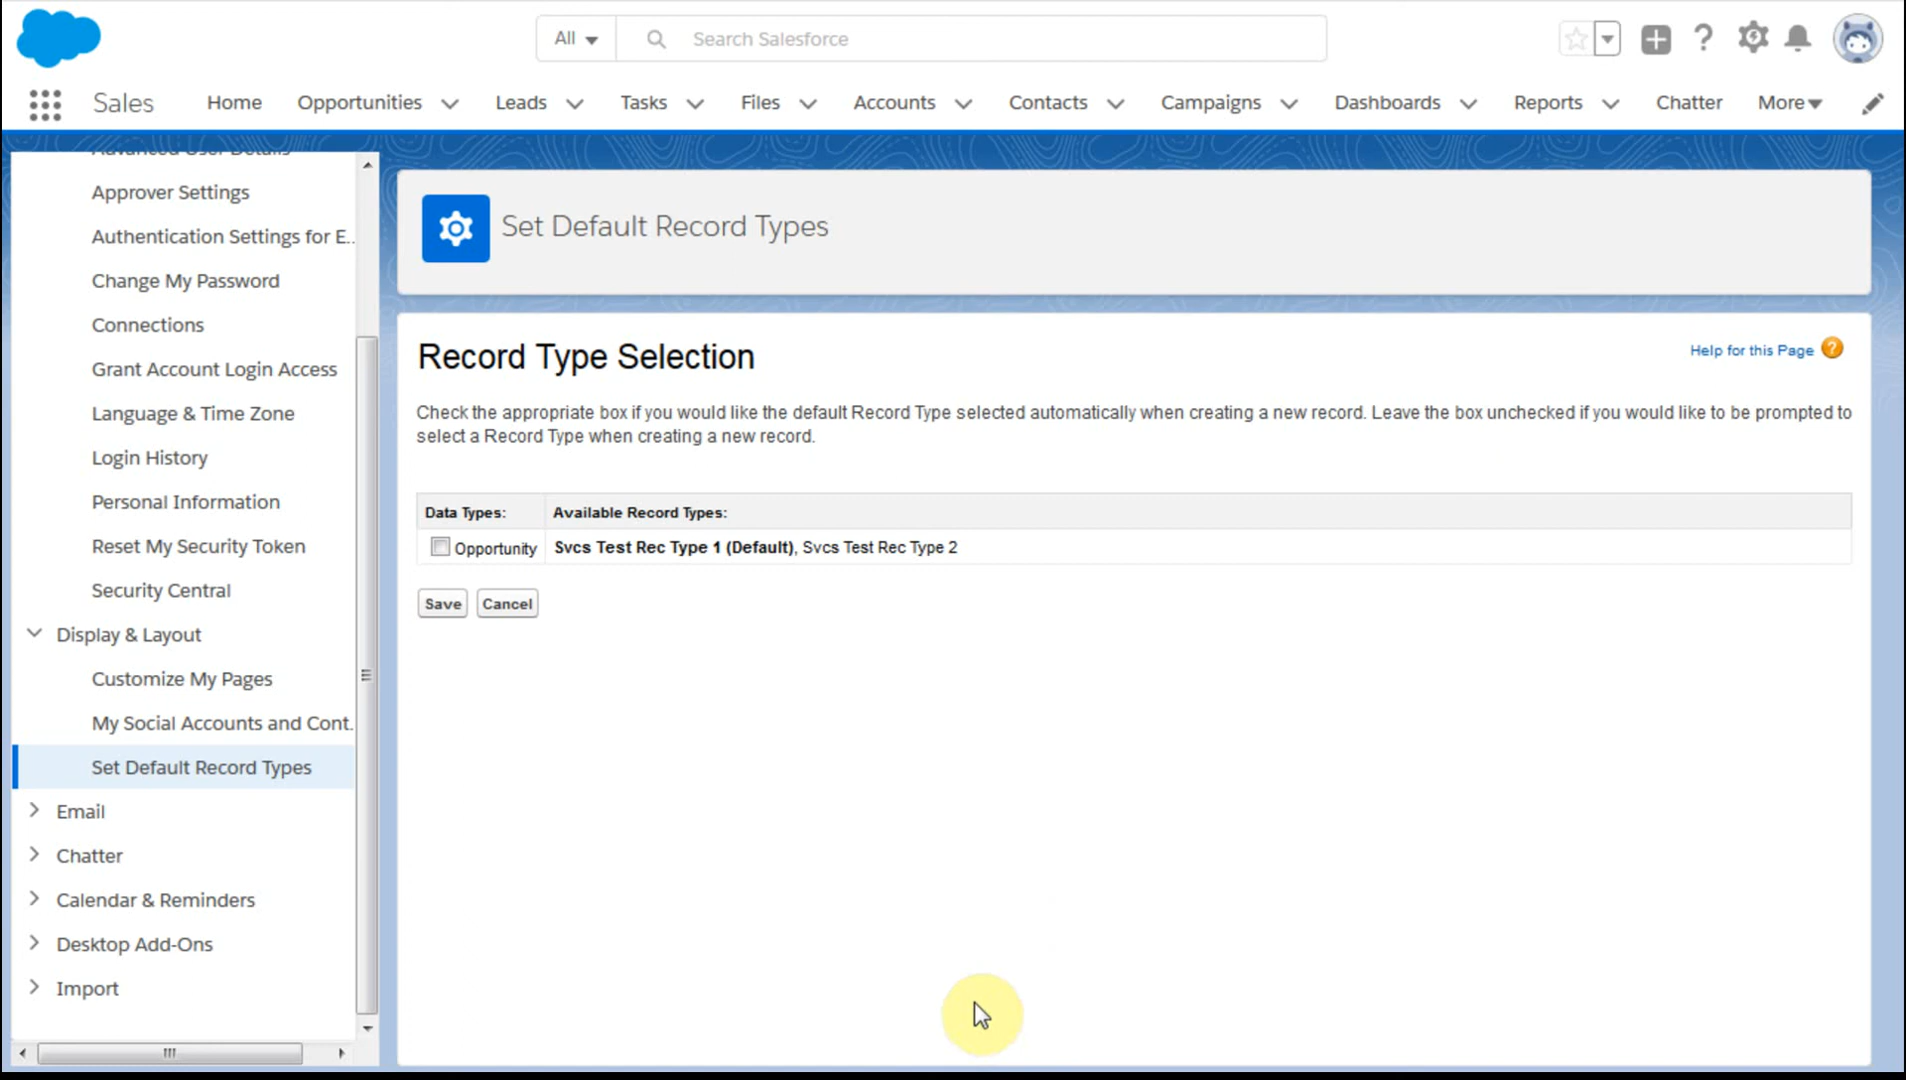 All
Search Salesforce
Sales
Home
Opportunities
Leads
Tasks
Files
Accounts
Contacts
Campaigns
Dashboards
Reports
Chatter
More
Advanced User Details
Approver Settings
Authentication Settings for E..
Change My Password
Connections
Grant Account Login Access
Language & Time Zone
Login History
Personal Information
Reset My Security Token
Security Central
Display & Layout
Customize My Pages
My Social Accounts and Cont.
Set Default Record Types
Email
Chatter
Calendar & Reminders
Desktop Add-Ons
Import
Set Default Record Types
Record Type Selection
Help for this Page
Check the appropriate box if you would like the default Record Type selected automatically when creating a new record. Leave the box unchecked if you would like to be prompted to
select a Record Type when creating a new record.
Data Types:
Available Record Types:
Opportunity
Svcs Test Rec Type 1 (Default), Svcs Test Rec Type 2
Save
Cancel